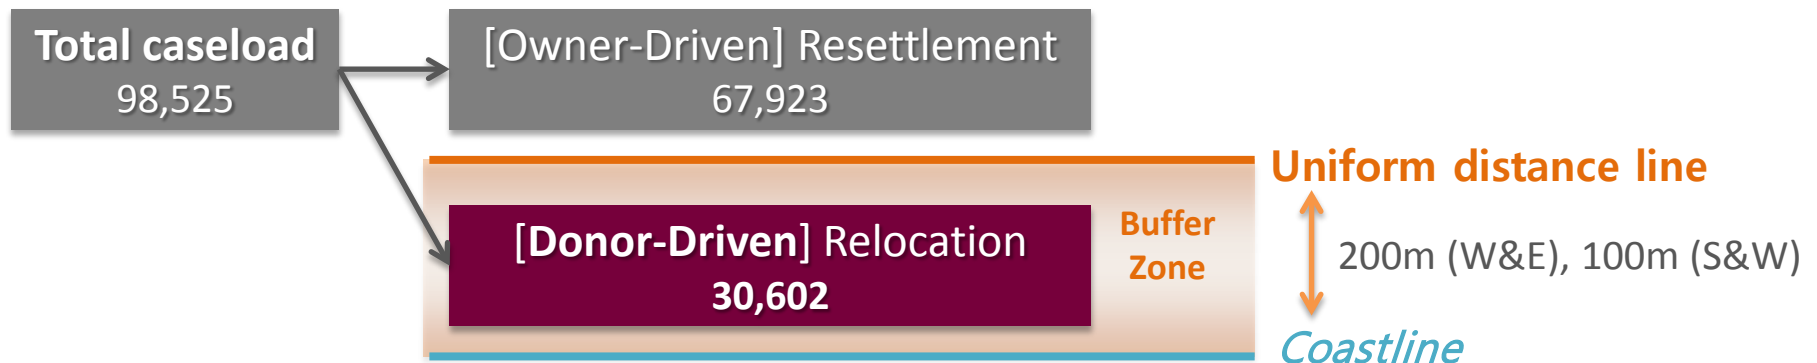 Total caseload
98,525
[Owner-Driven] Resettlement
67,923
[Donor-Driven] Relocation
30,602
Buffer
Zone
Uniform distance line
200m (W&E), 100m (S&W)
Coastline